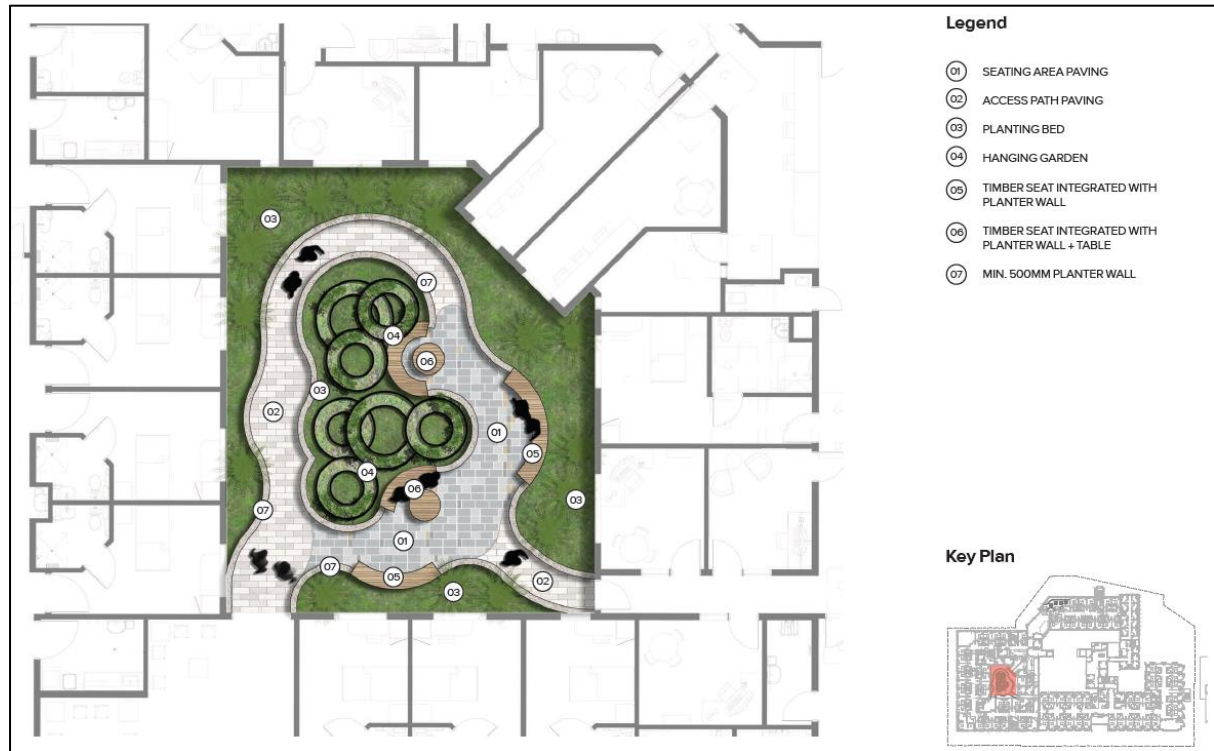 Legend
01 SEATING AREA PAVING
02 ACCESS PATH PAVING
03 PLANTING BED
04 HANGING GARDEN
05 TIMBER SEAT INTEGRATED WITH
PLANTER WALL
06 TIMBER SEAT INTEGRATED WITH
PLANTER WALL + TABLE
07 MIN. 500MM PLANTER WALL
03
07
04
06
03
02
01
05
04
06
03
07
01
07
05
03
02
Key Plan